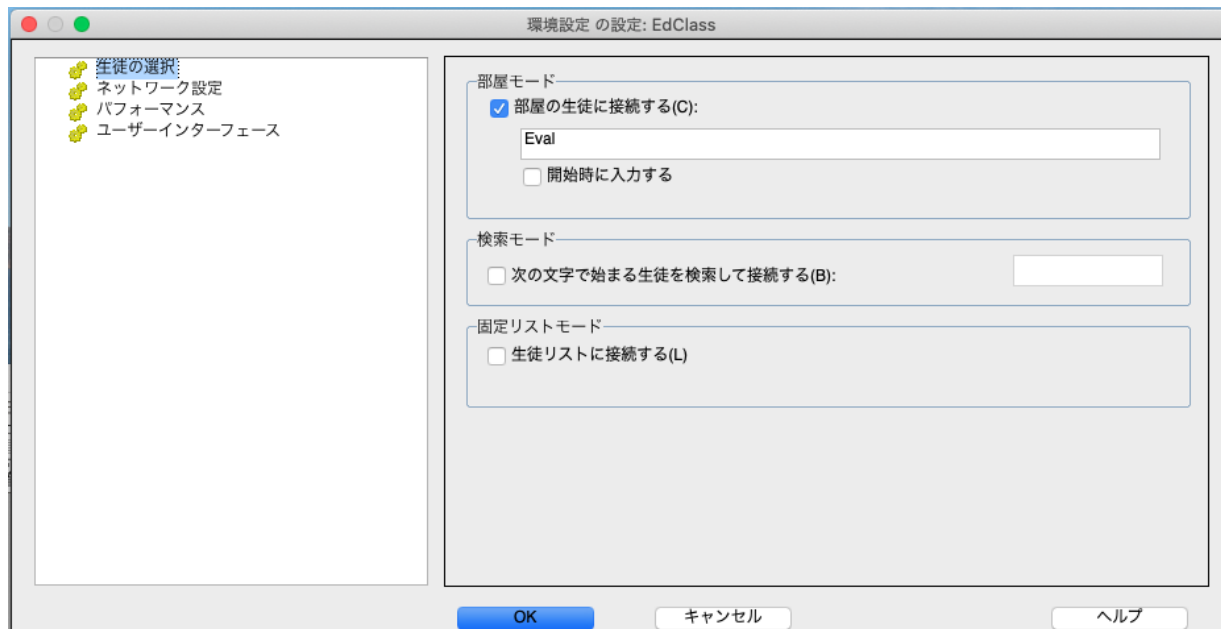 環境設定 の設定: EdClass
生徒の選択
ネットワーク設定
パフォーマンス
ユーザーインターフェース
部屋モード
部屋の生徒に接続する(C):
Eval
開始時に入力する
検索モード
次の文字で始まる生徒を検索して接続する(B):
固定リストモード
生徒リストに接続する(L)
OK
キャンセル
ヘルプ